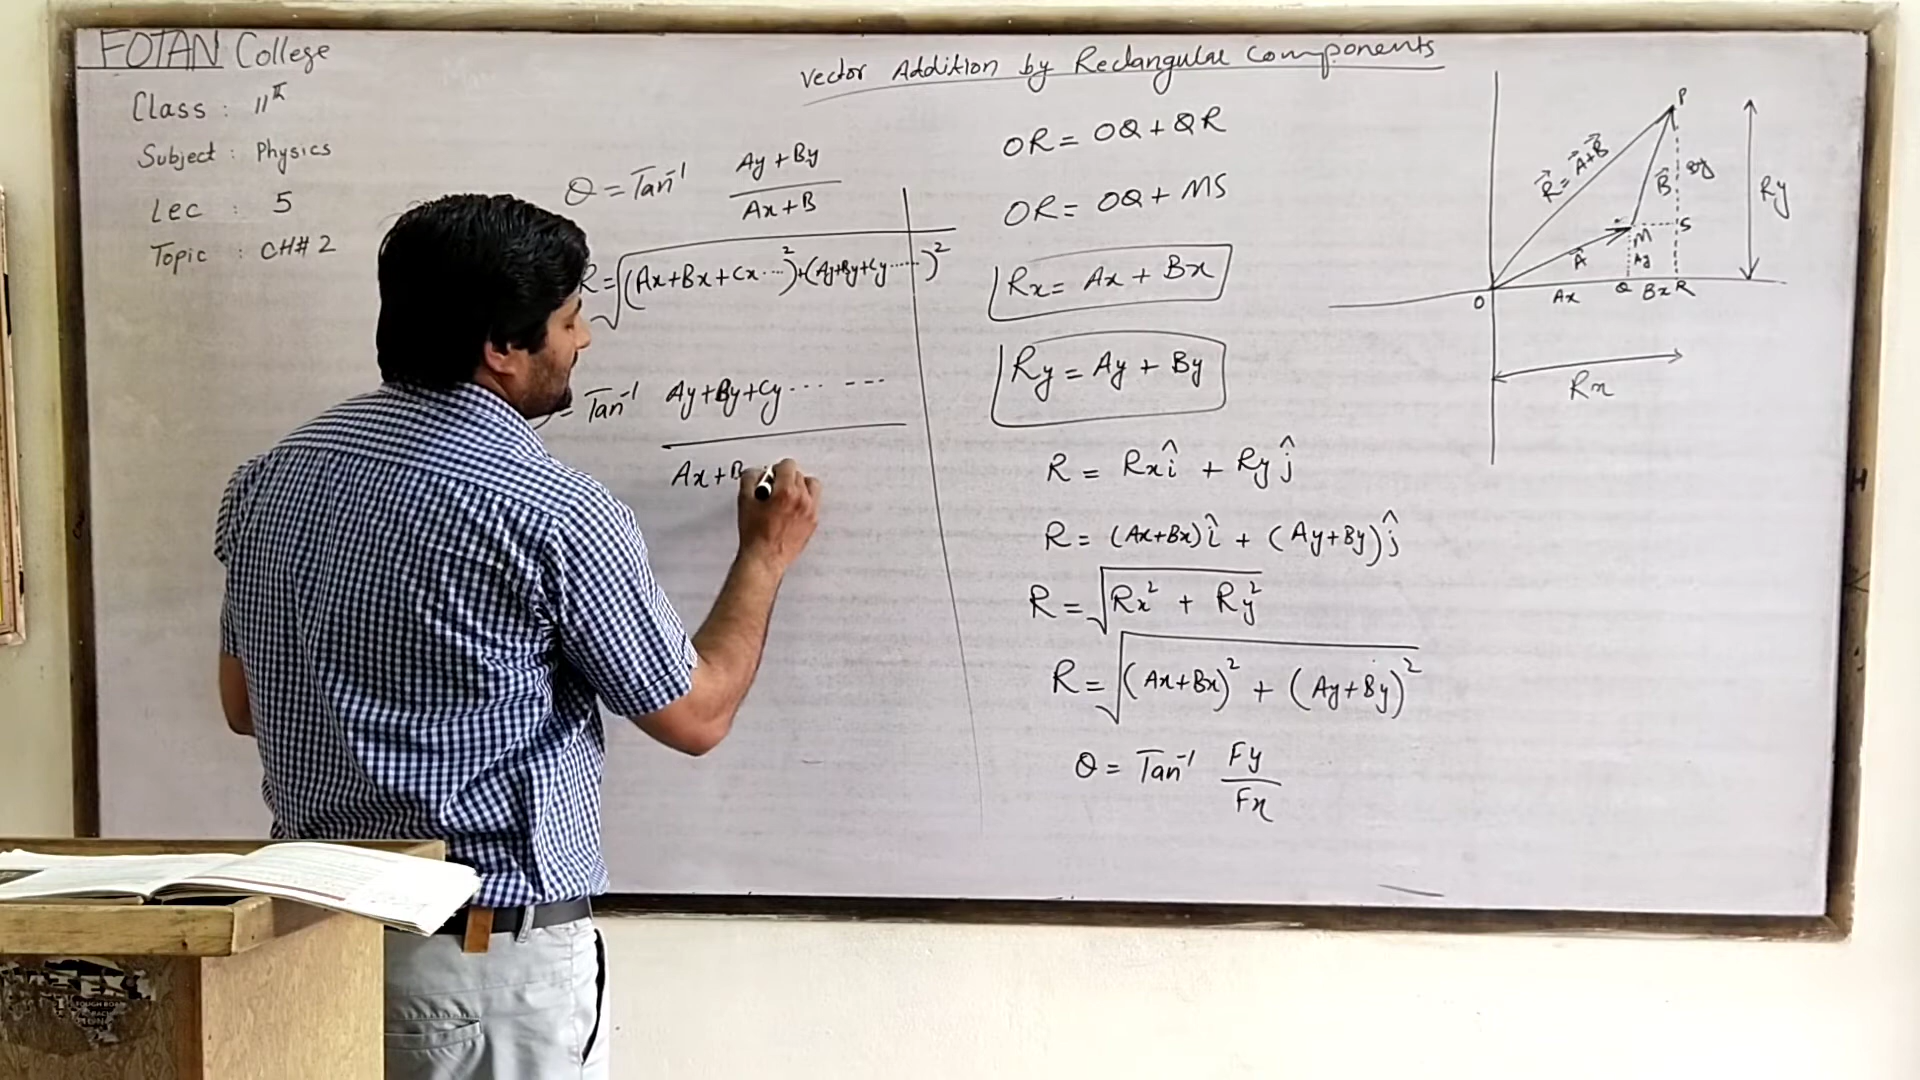 FOTAN College
Class : 11th
Subject : Physics
Lec : 5
Topic : CH# 2
Vector Addition by Rectangular Components
θ = Tan⁻¹ Ay + By / Ax + B
R = √(Ax+Bx+Cx....)²+(Ay+By+Cy......)²
= Tan⁻¹ Ay+By+Cy... --- / Ax+B
OR = OQ + QR
OR = OQ + MS
Rx = Ax + Bx
Ry = Ay + By
R = Rx î + Ry ĵ
R = (Ax+Bx) î + (Ay+By) ĵ
R = √Rx² + Ry²
R = √(Ax+Bx)² + (Ay+By)²
θ = Tan⁻¹ Fy / Fx
P
R⃗ = A⃗+B⃗
B⃗
By
Ry
M
S
A⃗
Ay
O
Ax
Q
Bx
R
Rx